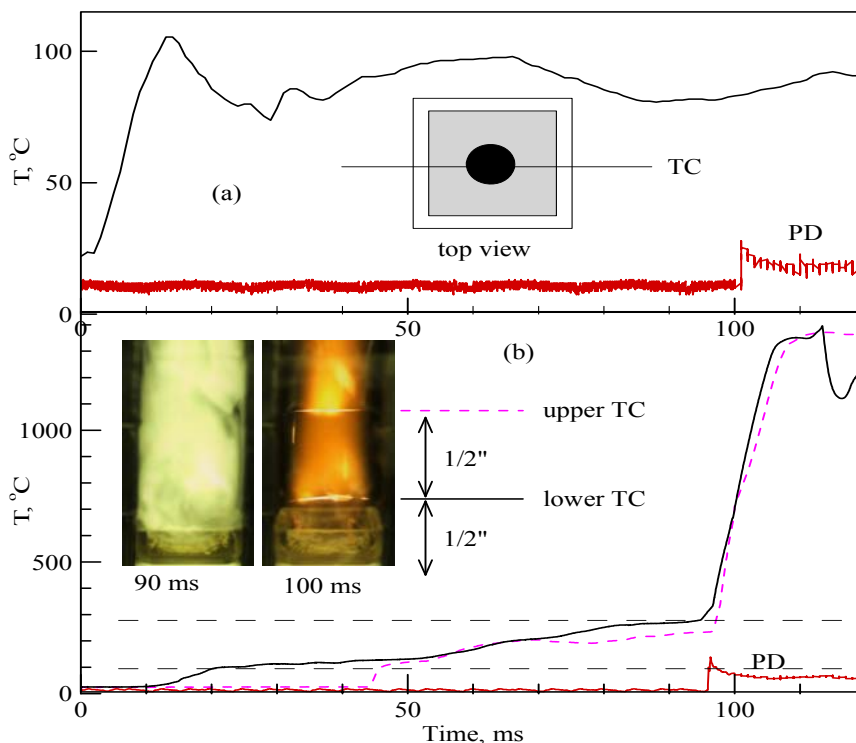 100
T, °C
50
(a)
TC
top view
PD
0
0
50
100
(b)
upper TC
1/2"
1000
lower TC
T, °C
1/2"
500
90 ms
100 ms
PD
0
0
50
100
Time, ms